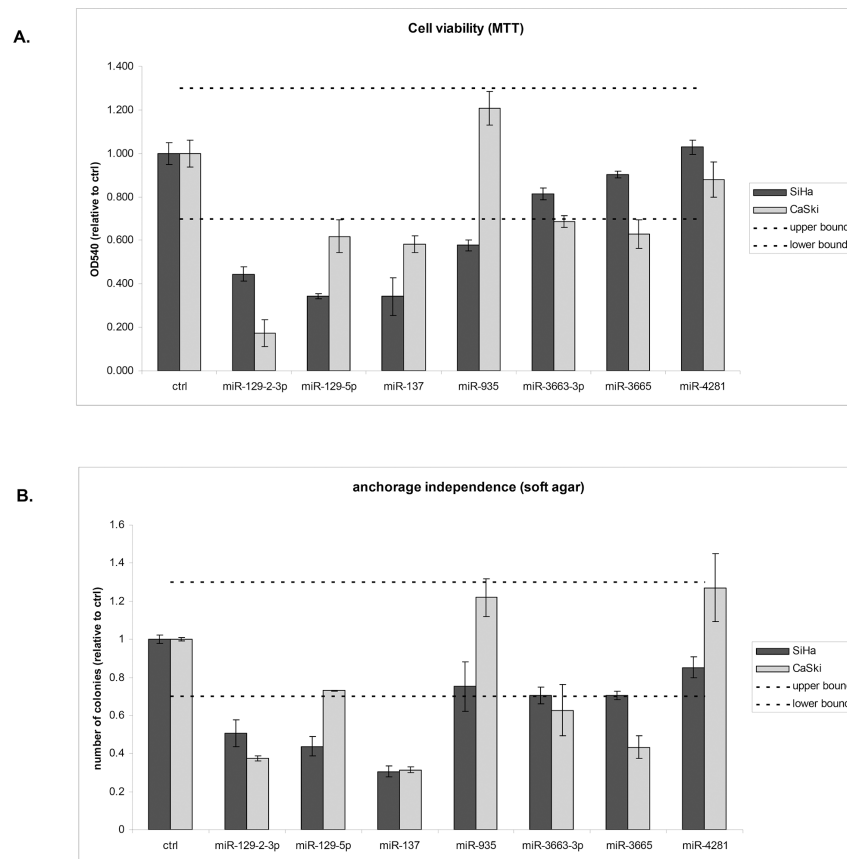 A.
Cell viability (MTT)
OD540 (relative to ctrl)
1.400
1.200
1.000
0.800
0.600
0.400
0.200
0.000
ctrl miR-129-2-3p miR-129-5p miR-137 miR-935 miR-3663-3p miR-3665 miR-4281
SiHa
CaSki
upper bound
lower bound
B.
anchorage independence (soft agar)
number of colonies (relative to ctrl)
1.6
1.4
1.2
1
0.8
0.6
0.4
0.2
0
ctrl miR-129-2-3p miR-129-5p miR-137 miR-935 miR-3663-3p miR-3665 miR-4281
SiHa
CaSki
upper bound
lower bound